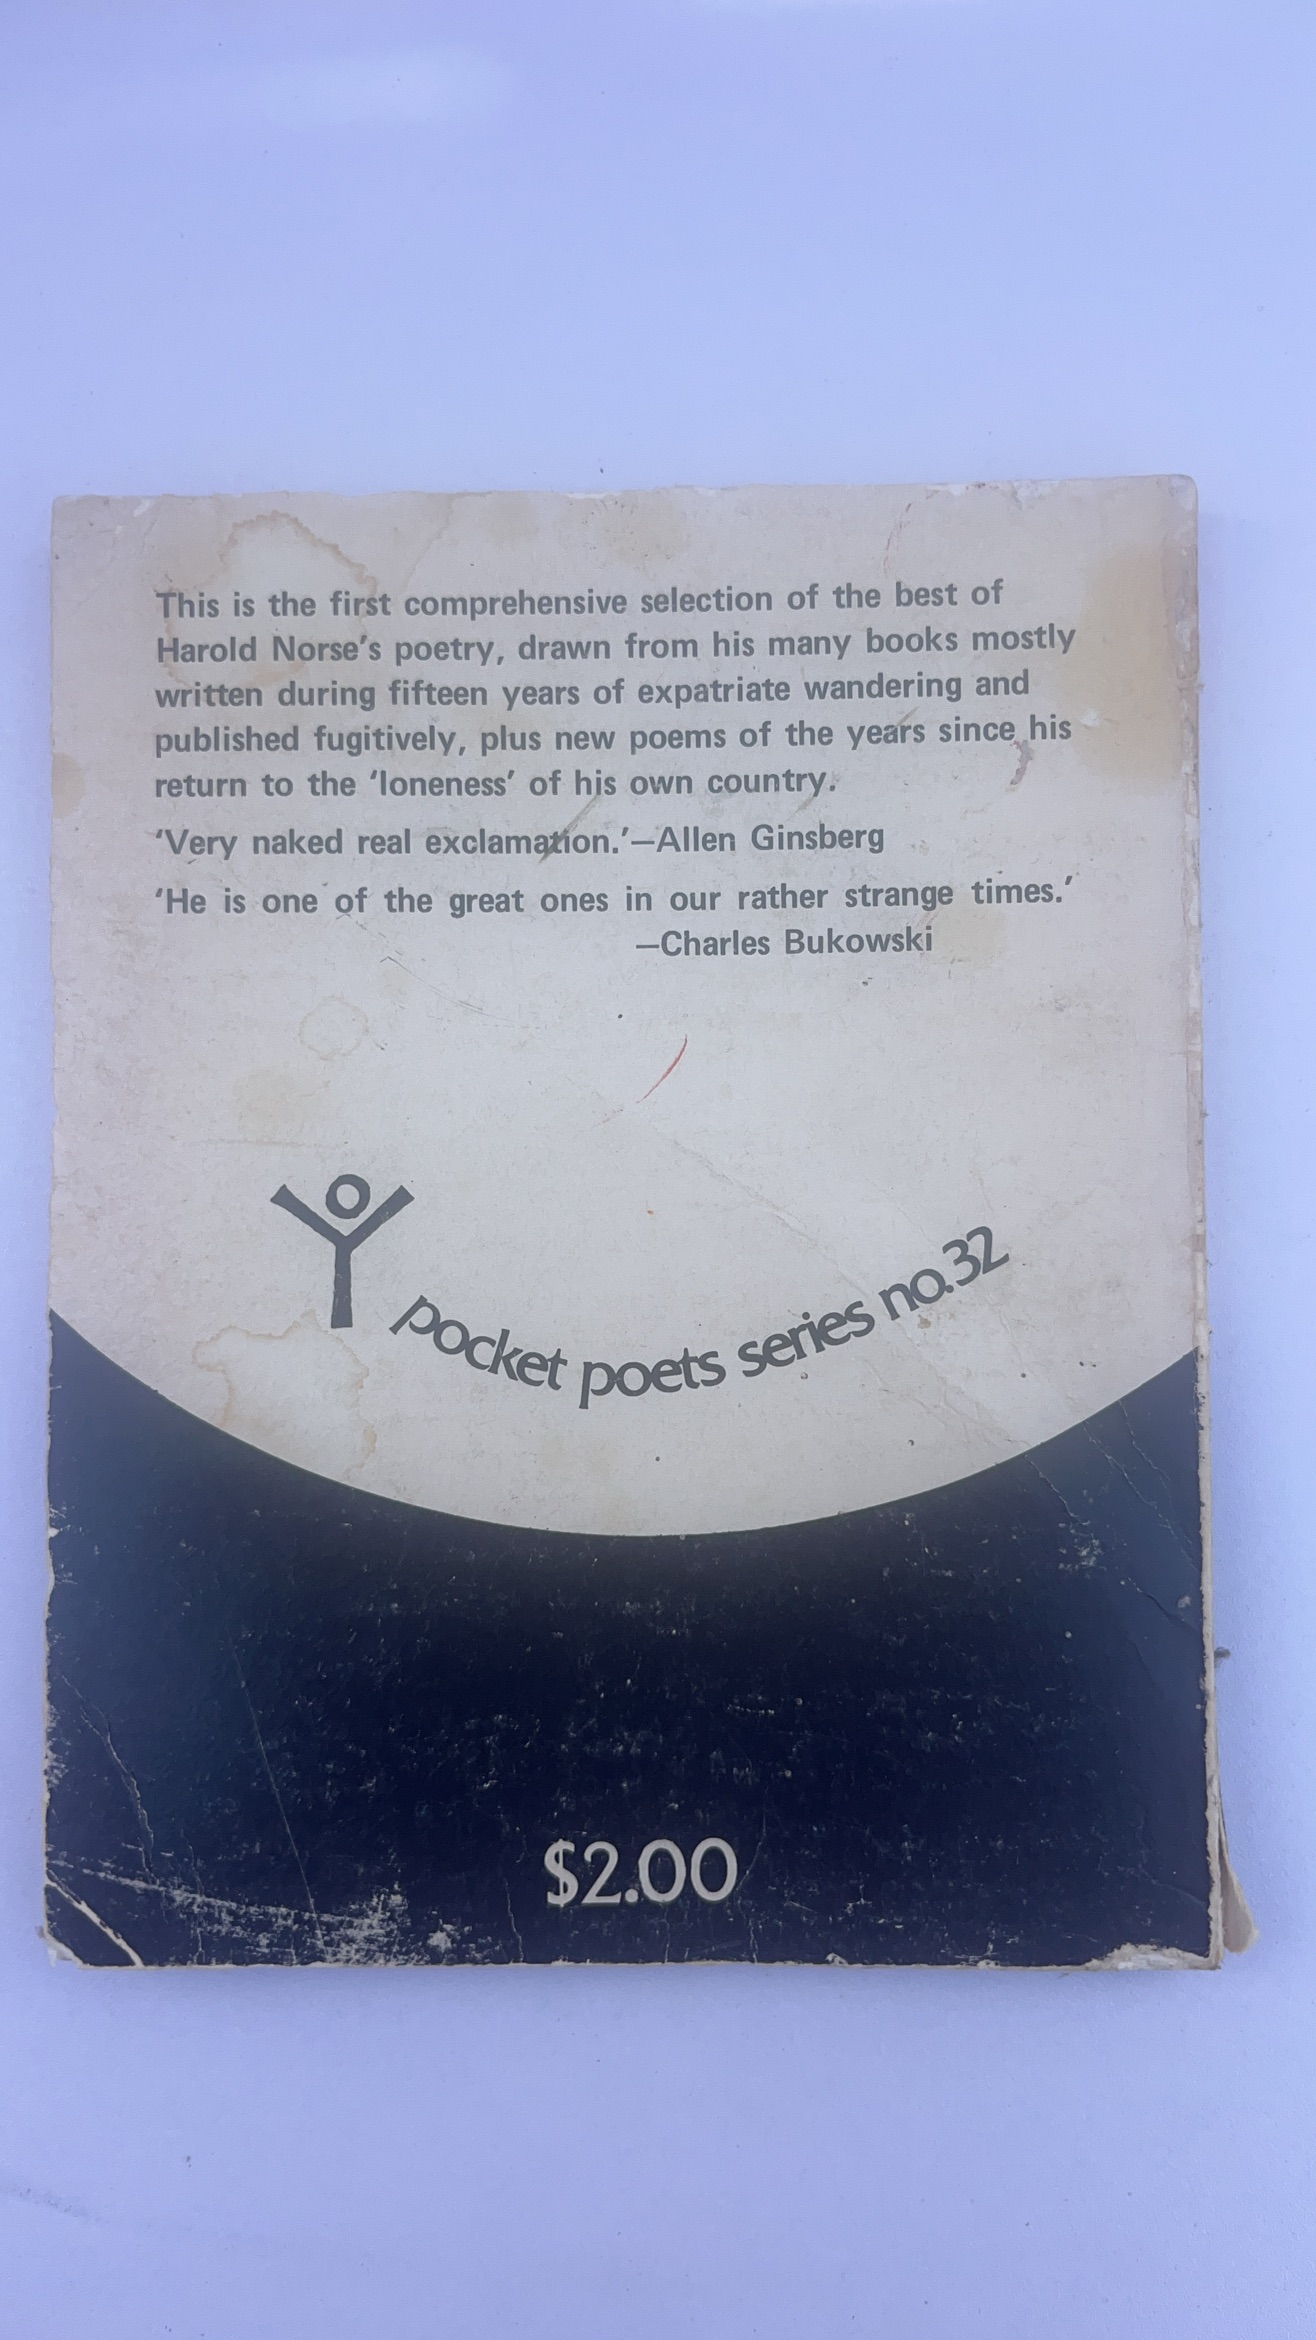 This is the first comprehensive selection of the best of
Harold Norse's poetry, drawn from his many books mostly
written during fifteen years of expatriate wandering and
published fugitively, plus new poems of the years since his
return to the 'loneness' of his own country.
'Very naked real exclamation.'—Allen Ginsberg
'He is one of the great ones in our rather strange times.'
—Charles Bukowski
pocket poets series no.32
$2.00